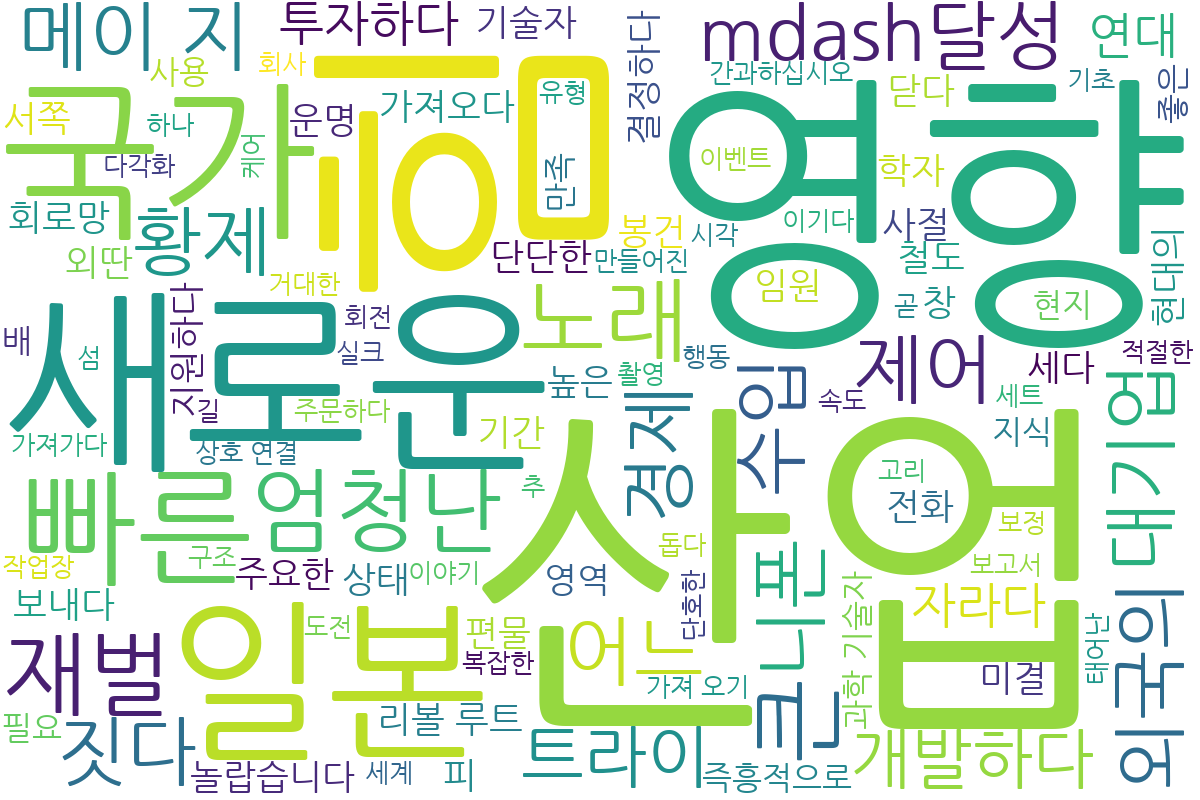 메이지
투자하다
기술자
결정하다
mdash달성
연대
사용
회사
간과하십시오
기초
좋은
닫다
유형
가져오다
서쪽
국가
힘
영향
하나
운명
다각화
케어
만족
이벤트
학자
회로망
황제
봉건
시각
이기다
사절
외딴
단단한
만들어진
철도
현대의
거대한
임원
곧
창
현지
새로운
노래
배
섬
지원하다
길
회전
실크
높은
촬영
행동
제어
세다
적절한
주문하다
가져가다
상호 연결
기간
경제
수입
속도
세트
지식
대기업
산업
빠른
엄청난
추
고리
전화
보정
작업장
구조
주요한
상태
이야기
영역
돕다
단호한
오프닝크
보고서
보내다
과학 기술자
자라다
태어난
외국의
재벌
일본
도전
편물
복잡한
어느
가져 오기
미결
필요
짓다
리볼 루트
트라이
놀랍습니다
세계
피
즉흥적으로
개발하다